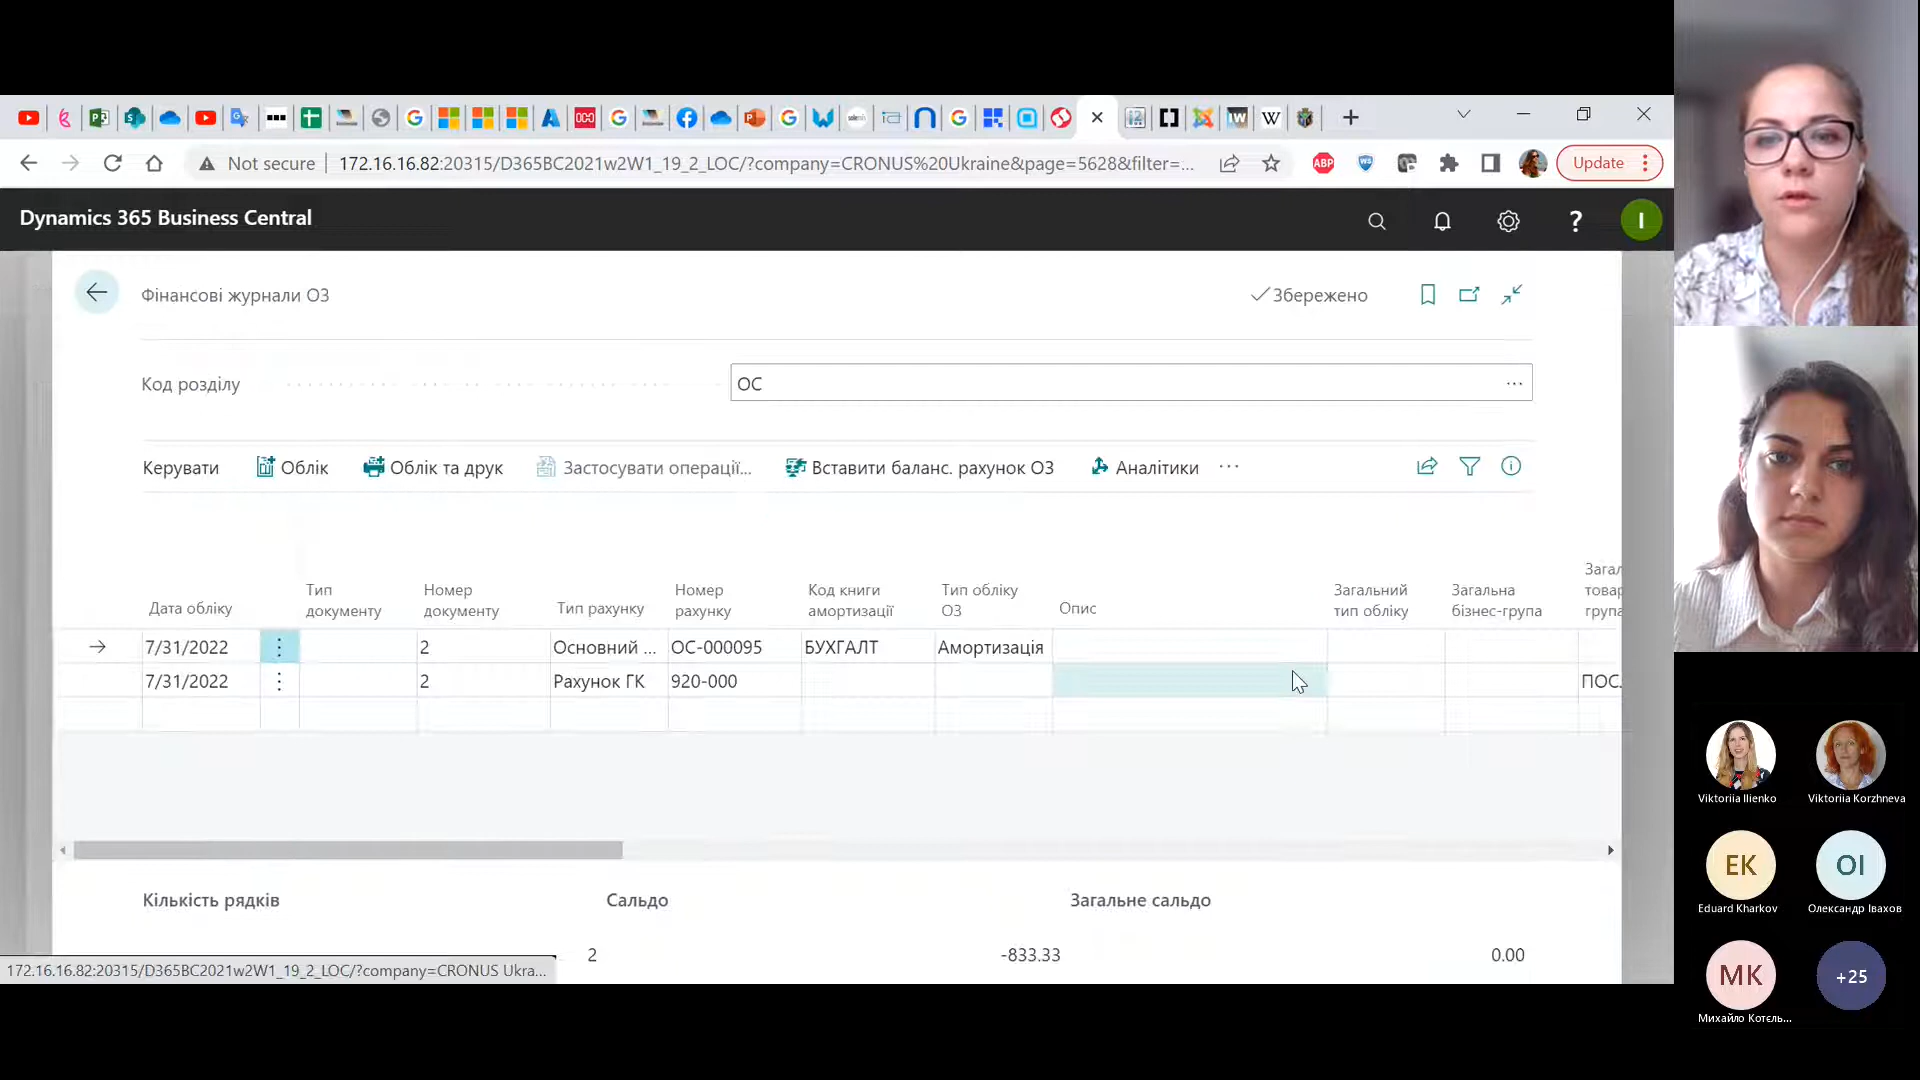 Not secure
172.16.16.82:20315/D365BC2021w2W1_19_2_LOC/?company=CRONUS%20Ukraine&page=5628&filter=...
ABP
Update
Dynamics 365 Business Central
?
I
Фінансові журнали ОЗ
Збережено
Код розділу
ОС
Керувати
Облік
Облік та друк
Застосувати операції...
Вставити баланс. рахунок ОЗ
Аналітики
Дата обліку
Тип документу
Номер документу
Тип рахунку
Номер рахунку
Код книги амортизації
Тип обліку ОЗ
Опис
Загальний тип обліку
Загальна бізнес-група
7/31/2022 2 Основний ... ОС-000095 БУХГАЛТ Амортизація
7/31/2022 2 Рахунок ГК 920-000 ПОС.
Кількість рядків
Сальдо
Загальне сальдо
2
-833.33
0.00
172.16.16.82:20315/D365BC2021w2W1_19_2_LOC/?company=CRONUS Ukra...
Viktoriia Ilienko
Viktoriia Korzhneva
EK
Eduard Kharkov
OI
Олександр Івахов
MK
Михайло Котєль...
+25